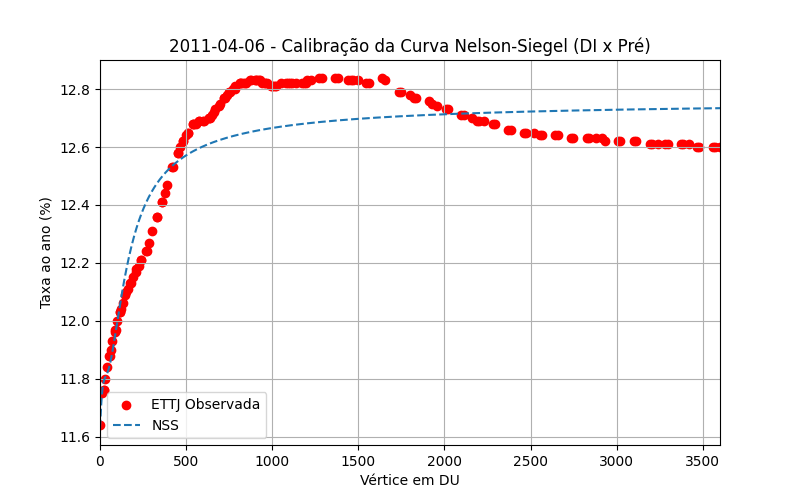 2011-04-06 - Calibração da Curva Nelson-Siegel (DI x Pré)
Taxa ao ano (%)
12.8
12.6
12.4
12.2
12.0
11.8
11.6
ETTJ Observada
NSS
0 500 1000 1500 2000 2500 3000 3500
Vértice em DU